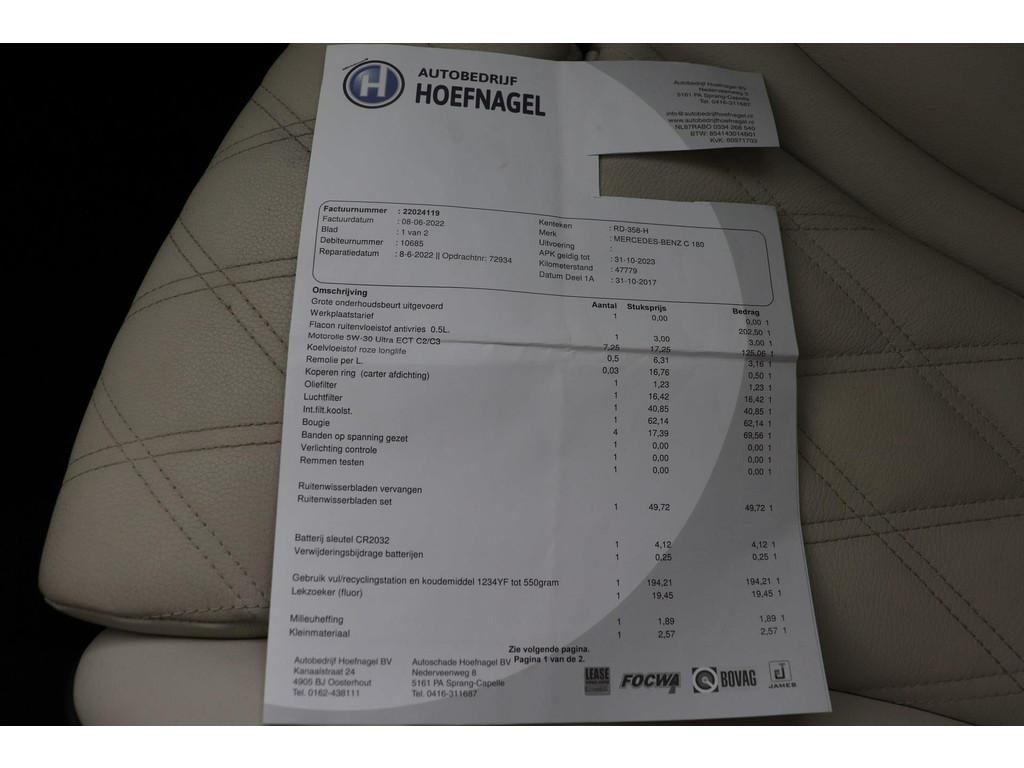 AUTOBEDRIJF
HOEFNAGEL
Autobedrijf Hoefnagel BV
Nederveenweg 8
5161 PA Sprang-Capelle
Tel. 0416-311687
info@autobedrijfhoefnagel.nl
www.autobedrijfhoefnagel.nl
NL87RABO 0334 268 540
BTW: 854143014B01
KVK: 60971703
Factuurnummer : 22024119
Factuurdatum : 08-06-2022
Blad : 1 van 2
Debiteurnummer : 10685
Reparatiedatum : 8-6-2022 || Opdrachtnr: 72934
Kenteken : RD-358-H
Merk : MERCEDES-BENZ C 180
Uitvoering :
APK geldig tot : 31-10-2023
Kilometerstand : 47779
Datum Deel 1A : 31-10-2017
Omschrijving Aantal Stuksprijs Bedrag
Grote onderhoudsbeurt uitgevoerd 1 0,00 0,00 1
Werkplaatstarief 202,50 1
Flacon ruitenvloeistof antivries 0.5L. 1 3,00 3,00 1
Motorolie 5W-30 Ultra ECT C2/C3 7,25 17,25 125,06 1
Koelvloeistof roze longlife 0,5 6,31 3,16 1
Remolie per L. 0,03 16,76 0,50 1
Koperen ring (carter afdichting) 1 1,23 1,23 1
Oliefilter 1 16,42 16,42 1
Luchtfilter 1 40,85 40,85 1
Int.filt.koolst. 1 62,14 62,14 1
Bougie 4 17,39 69,56 1
Banden op spanning gezet 1 0,00 0,00 1
Verlichting controle 1 0,00 0,00 1
Remmen testen 1 0,00 0,00 1
Ruitenwisserbladen vervangen
Ruitenwisserbladen set 1 49,72 49,72 1
Batterij sleutel CR2032 1 4,12 4,12 1
Verwijderingsbijdrage batterijen 1 0,25 0,25 1
Gebruik vul/recyclingstation en koudemiddel 1234YF tot 550gram 1 194,21 194,21 1
Lekzoeker (fluor) 1 19,45 19,45 1
Milieuheffing 1 1,89 1,89 1
Kleinmateriaal 1 2,57 2,57 1
Zie volgende pagina.
Pagina 1 van de 2.
Autobedrijf Hoefnagel BV
Kanaalstraat 24
4905 BJ Oosterhout
Tel. 0162-438111
Autoschade Hoefnagel BV
Nederveenweg 8
5161 PA Sprang-Capelle
Tel. 0416-311687
LEASE
FOCWA
BOVAG
JAMES